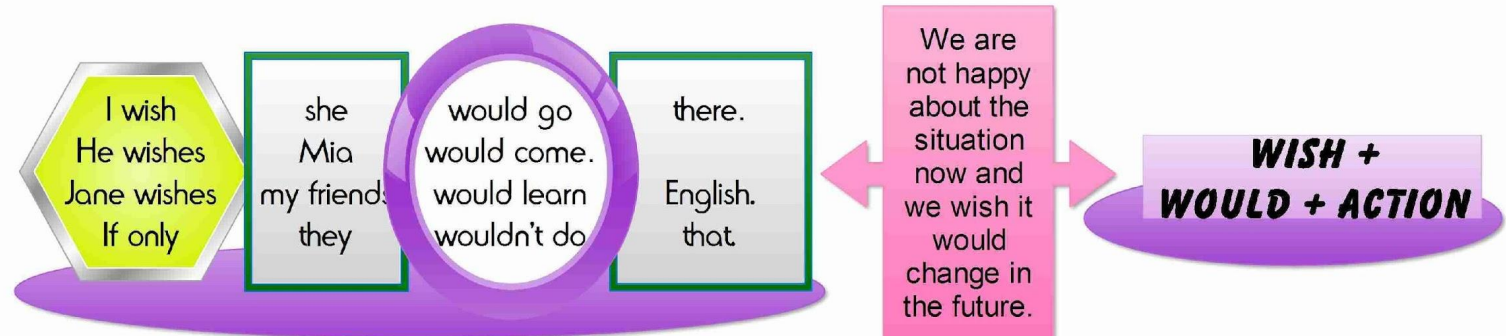 I wish
He wishes
Jane wishes
If only
she
Mia
my friends
they
would go
would come.
would learn
wouldn't do
there.
English.
that.
We are
not happy
about the
situation
now and
we wish it
would
change in
the future.
WISH +
WOULD + ACTION